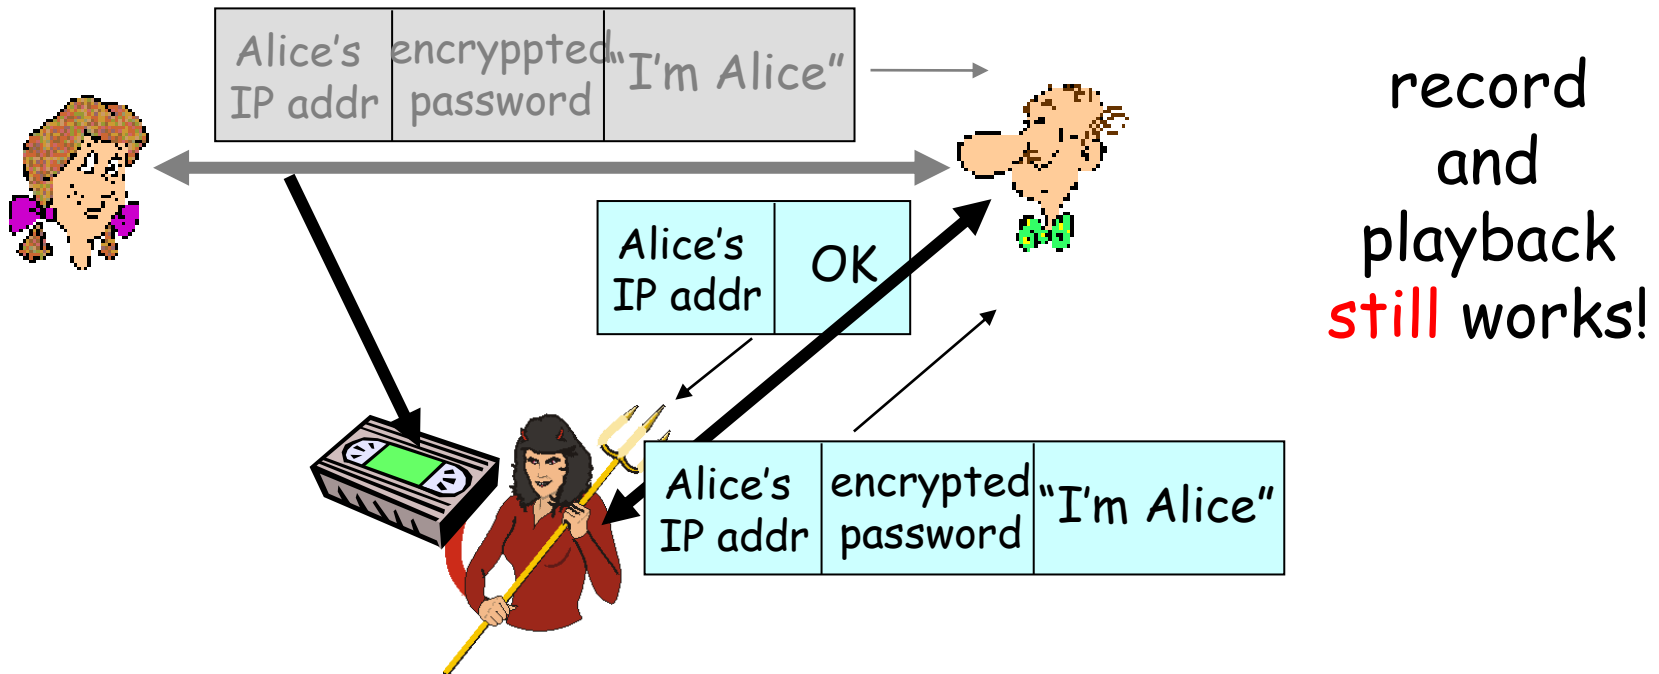 Alice’s
IP addr
encryppted
password
“I’m Alice”
record
and
playback
still works!
Alice’s
IP addr
OK
Alice’s
IP addr
encrypted
password
“I’m Alice”